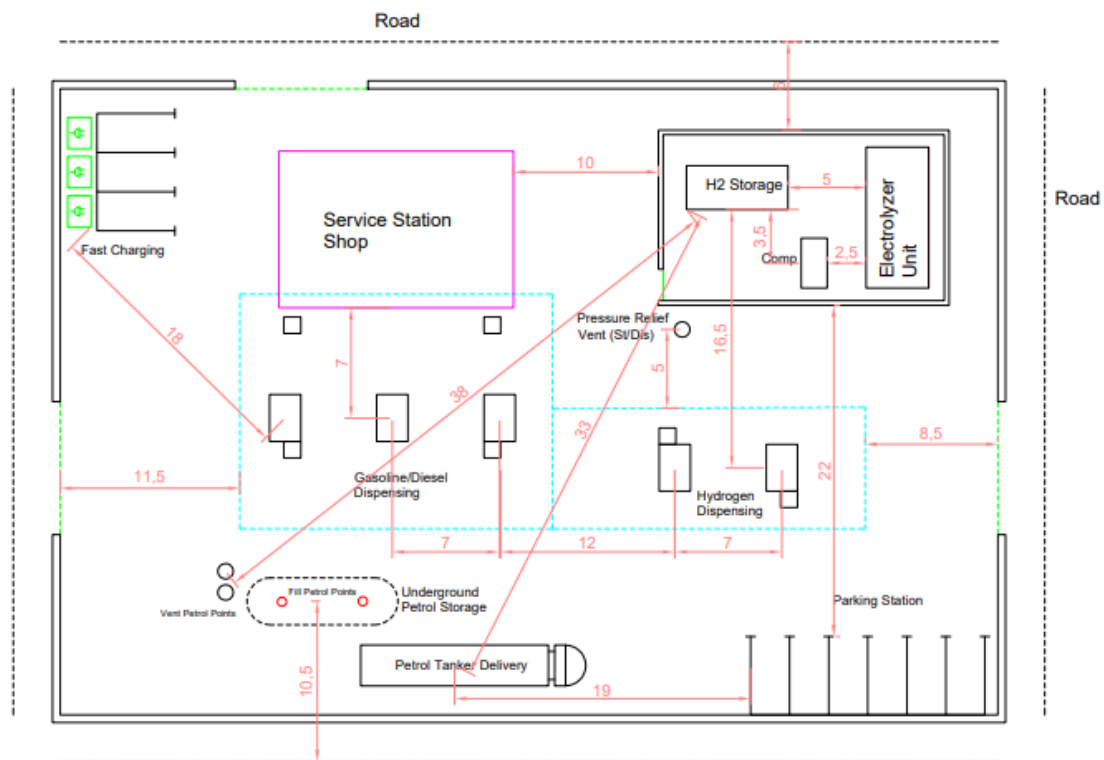 Road
10
H2 Storage
5
Service Station
Shop
Road
Electrolyzer
Unit
Fast Charging
3,5
Comp
2,5
Pressure Relief
Vent (St/Dis)
16,5
18
7
5
38
33
22
8,5
11,5
Gasoline/Diesel
Dispensing
Hydrogen
Dispensing
7
12
7
Fill Petrol Points
Underground
Petrol Storage
Vent Petrol Points
Parking Station
Petrol Tanker Delivery
10,5
19